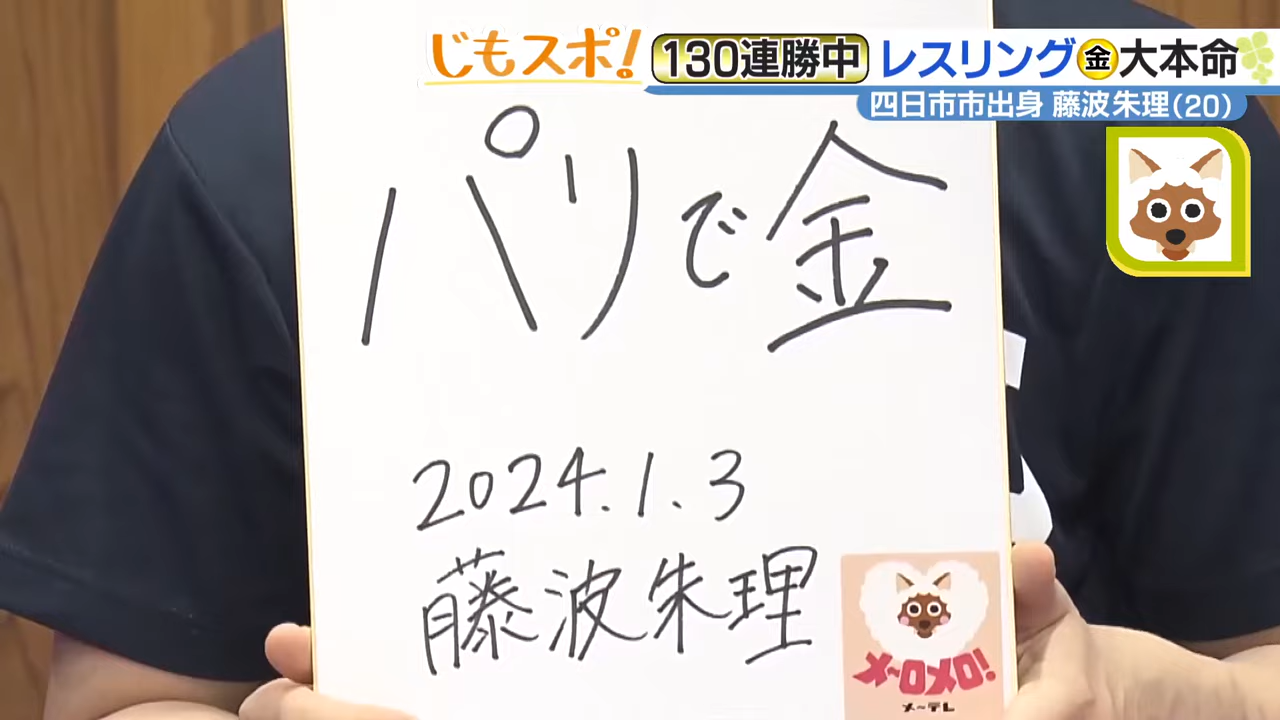 じもスポ!
130連勝中 レスリング㊎大本命
四日市市出身 藤波朱理(20)
パリで金
2024.1.3
藤波朱理
メ~ロメロ!
メ~テレ